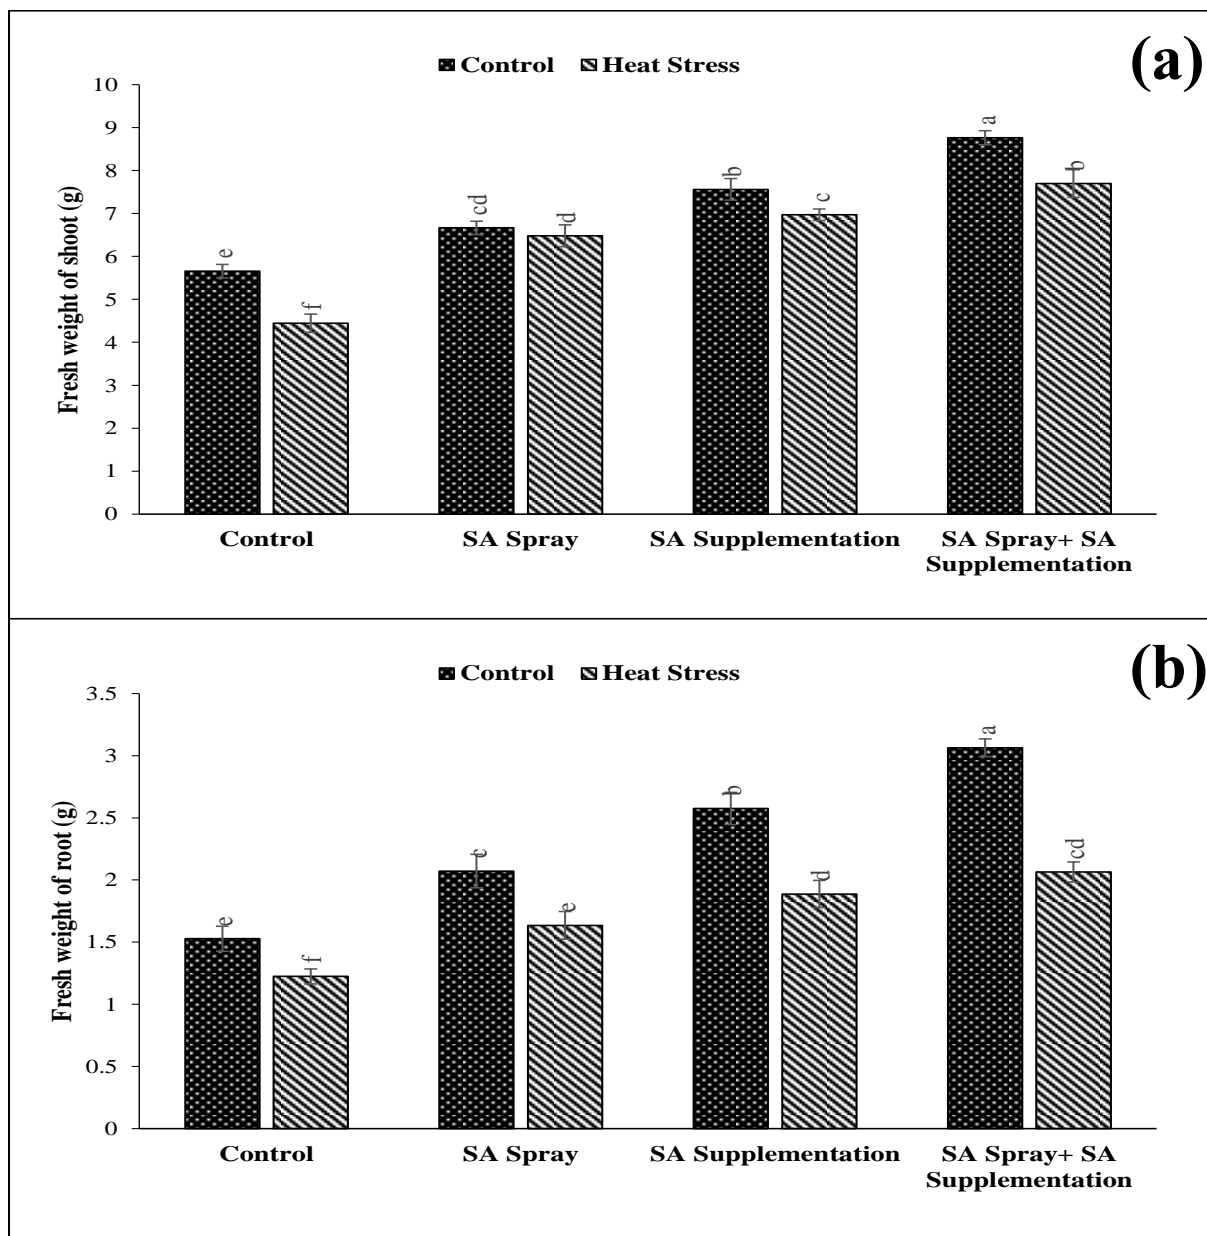 (a)
Control Heat Stress
Fresh weight of shoot (g)
10
9
8
7
6
5
4
3
2
1
0
e
f
cd
d
b
c
a
b
Control
SA Spray
SA Supplementation
SA Spray+ SA
Supplementation
(b)
Control Heat Stress
Fresh weight of root (g)
3.5
3
2.5
2
1.5
1
0.5
0
e
f
c
e
b
d
a
cd
Control
SA Spray
SA Supplementation
SA Spray+ SA
Supplementation